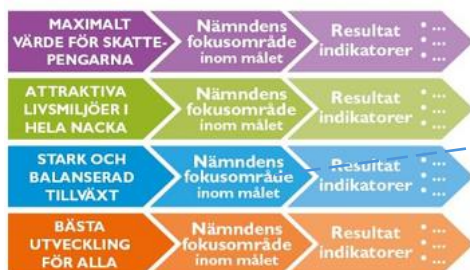 MAXIMALT
VÄRDE FÖR SKATTE-
PENGARNA
Nämndens
fokusområde
inom målet
Resultat
indikatorer
• ...
• ...
• ...
ATTRAKTIVA
LIVSMILJÖER I
HELA NACKA
Nämndens
fokusområde
inom målet
Resultat
indikatorer
• ...
• ...
• ...
STARK OCH
BALANSERAD
TILLVÄXT
Nämndens
fokusområde
inom målet
Resultat
indikatorer
• ...
• ...
• ...
BÄSTA
UTVECKLING
FÖR ALLA
Nämndens
fokusområde
inom målet
Resultat
indikatorer
• ...
• ...
• ...